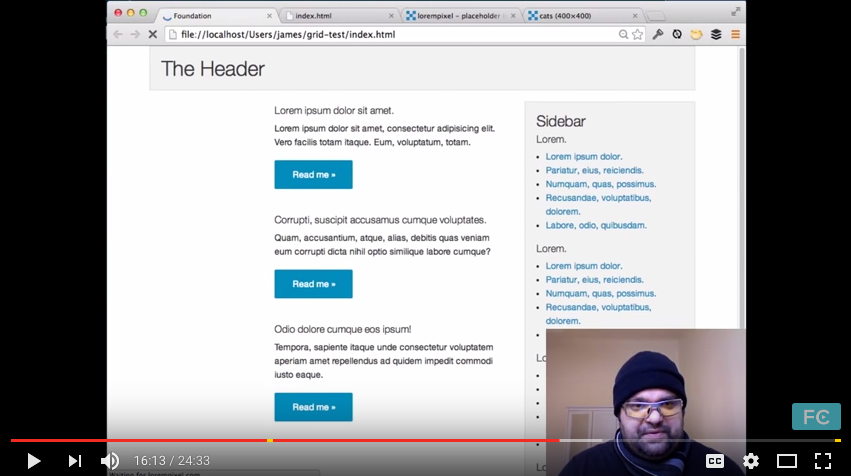 Foundation
index.html
lorempixel - placeholder
cats (400×400)
file://localhost/Users/james/grid-test/index.html
The Header
Lorem ipsum dolor sit amet.
Lorem ipsum dolor sit amet, consectetur adipisicing elit.
Vero facilis totam itaque. Eum, voluptatum, totam.
Read me »
Corrupti, suscipit accusamus cumque voluptates.
Quam, accusantium, atque, alias, debitis quas veniam
eum corrupti dicta nihil optio similique labore cumque?
Read me »
Odio dolore cumque eos ipsum!
Tempora, sapiente itaque unde consectetur voluptatem
aperiam amet repellendus ad quidem impedit commodi
iusto eaque.
Read me »
Sidebar
Lorem.
Lorem ipsum dolor.
Pariatur, eius, reiciendis.
Numquam, quas, possimus.
Recusandae, voluptatibus,
dolorem.
Labore, odio, quibusdam.
Lorem.
Lorem ipsum dolor.
Pariatur, eius, reiciendis.
Numquam, quas, possimus.
Recusandae, voluptatibus,
dolorem.
Lo
FC
16:13 / 24:33
CC
Waiting for lorempixel.com